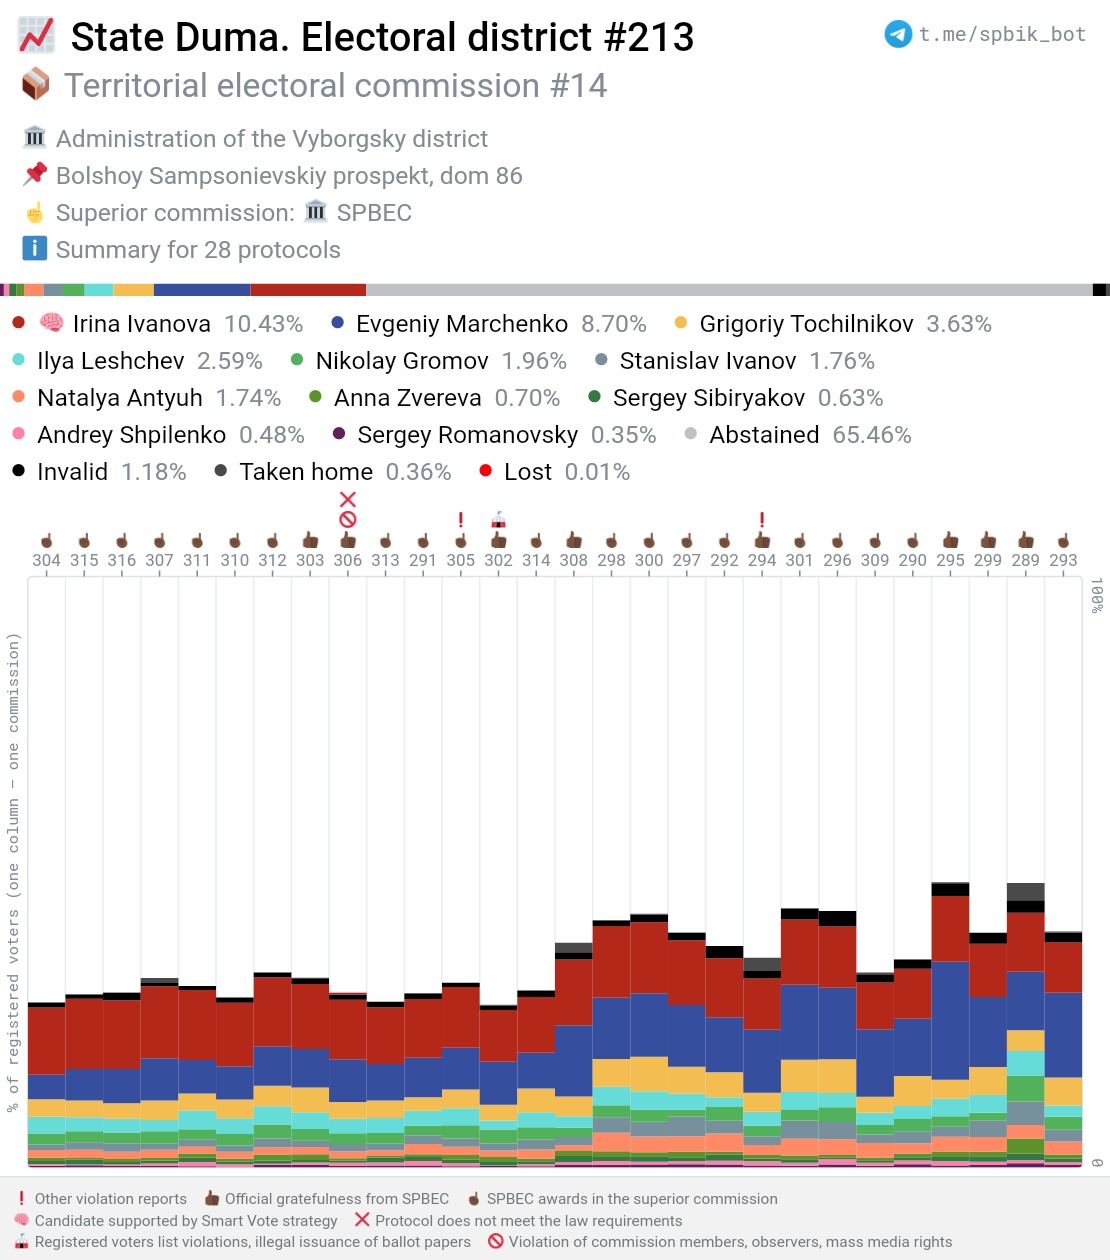 State Duma. Electoral district #213
t.me/spbik_bot
Territorial electoral commission #14
Administration of the Vyborgsky district
Bolshoy Sampsonievskiy prospekt, dom 86
Superior commission: SPBEC
Summary for 28 protocols
Irina Ivanova 10.43% Evgeniy Marchenko 8.70% Grigoriy Tochilnikov 3.63%
Ilya Leshchev 2.59% Nikolay Gromov 1.96% Stanislav Ivanov 1.76%
Natalya Antyuh 1.74% Anna Zvereva 0.70% Sergey Sibiryakov 0.63%
Andrey Shpilenko 0.48% Sergey Romanovsky 0.35% Abstained 65.46%
Invalid 1.18% Taken home 0.36% Lost 0.01%
304 315 316 307 311 310 312 303 306 313 291 305 302 314 308 298 300 297 292 294 301 296 309 290 295 299 289 293
100%
% of registered voters (one column – one commission)
0
Other violation reports Official gratefulness from SPBEC SPBEC awards in the superior commission
Candidate supported by Smart Vote strategy Protocol does not meet the law requirements
Registered voters list violations, illegal issuance of ballot papers Violation of commission members, observers, mass media rights